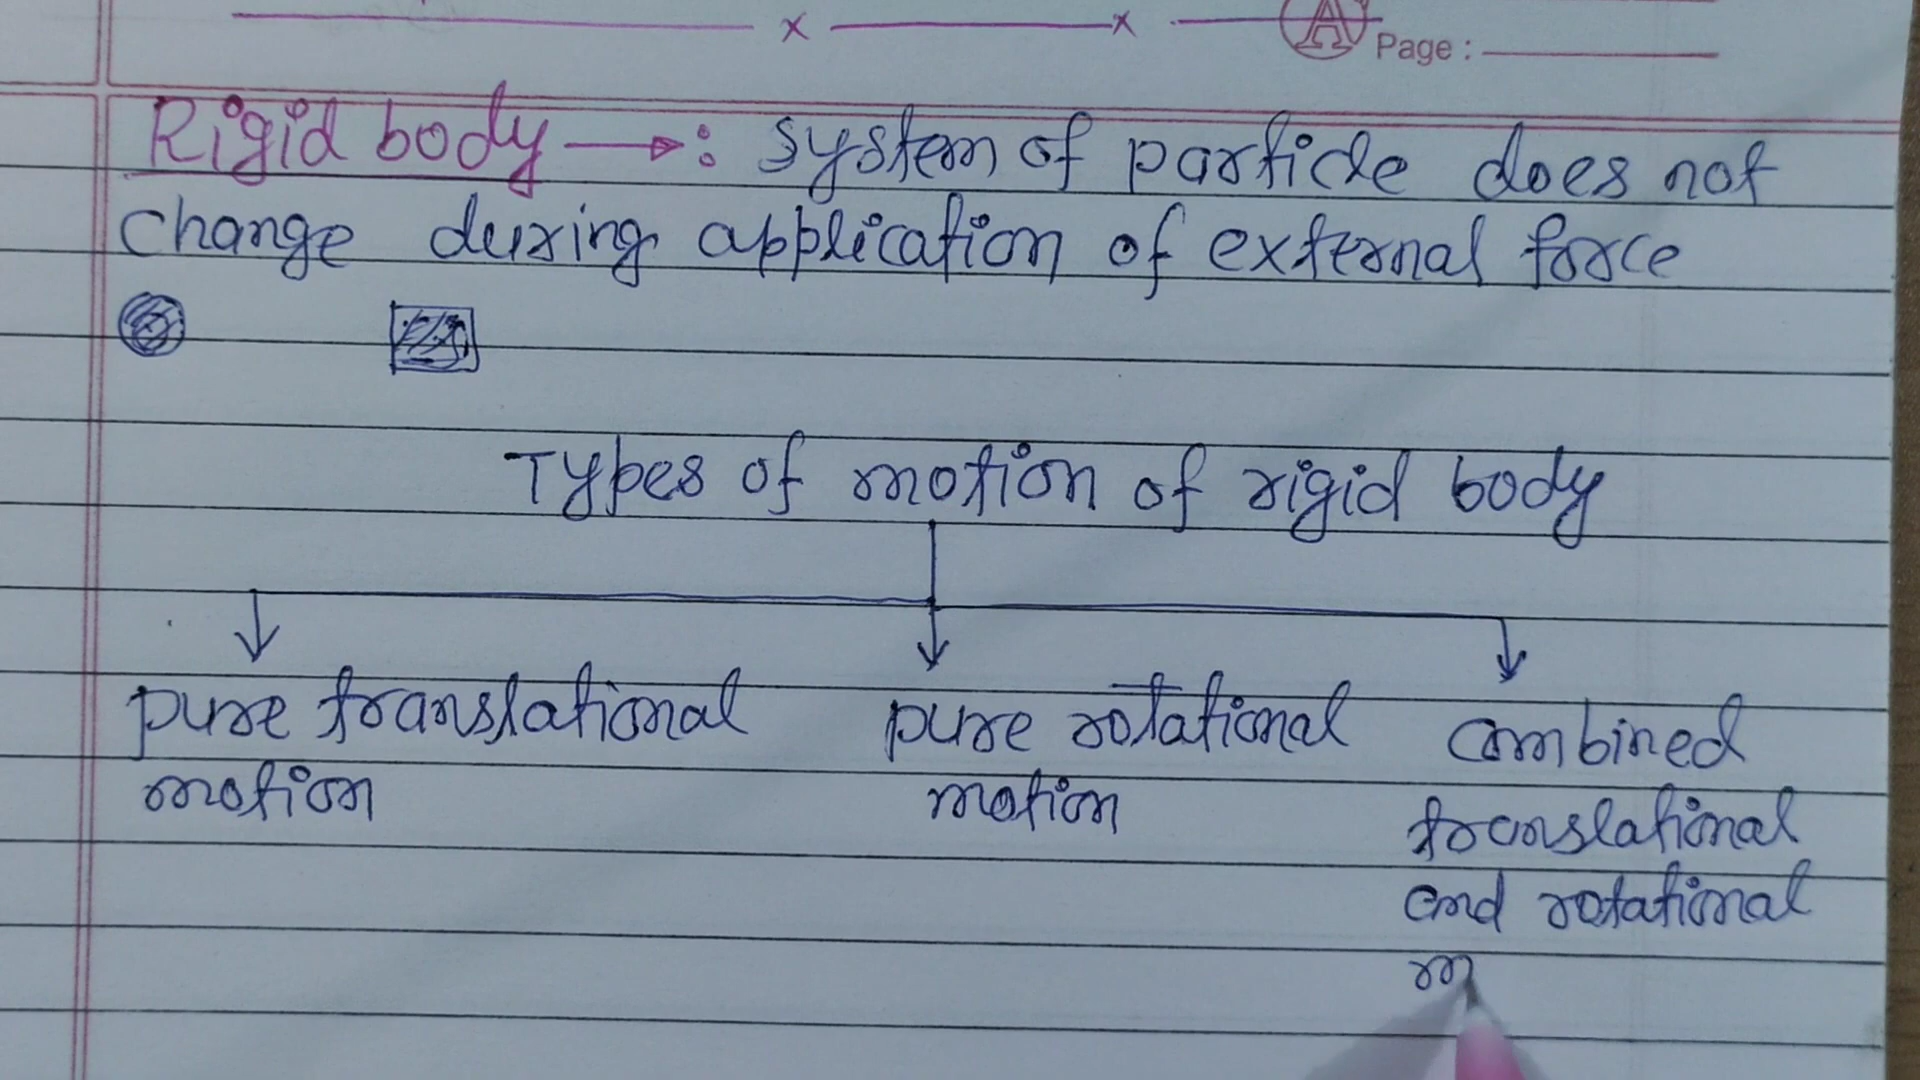 Page :
Rigid body →: system of particle does not
change during application of external force
Types of motion of rigid body
pure translational pure rotational combined
motion motion translational
and rotational
m